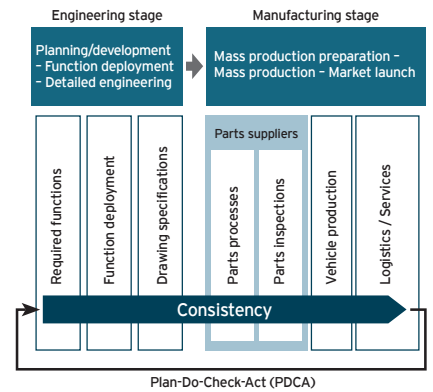 Engineering stage
Manufacturing stage
Planning/development
– Function deployment
– Detailed engineering
Mass production preparation –
Mass production – Market launch
Parts suppliers
Required functions
Function deployment
Drawing specifications
Parts processes
Parts inspections
Vehicle production
Logistics / Services
Consistency
Plan-Do-Check-Act (PDCA)